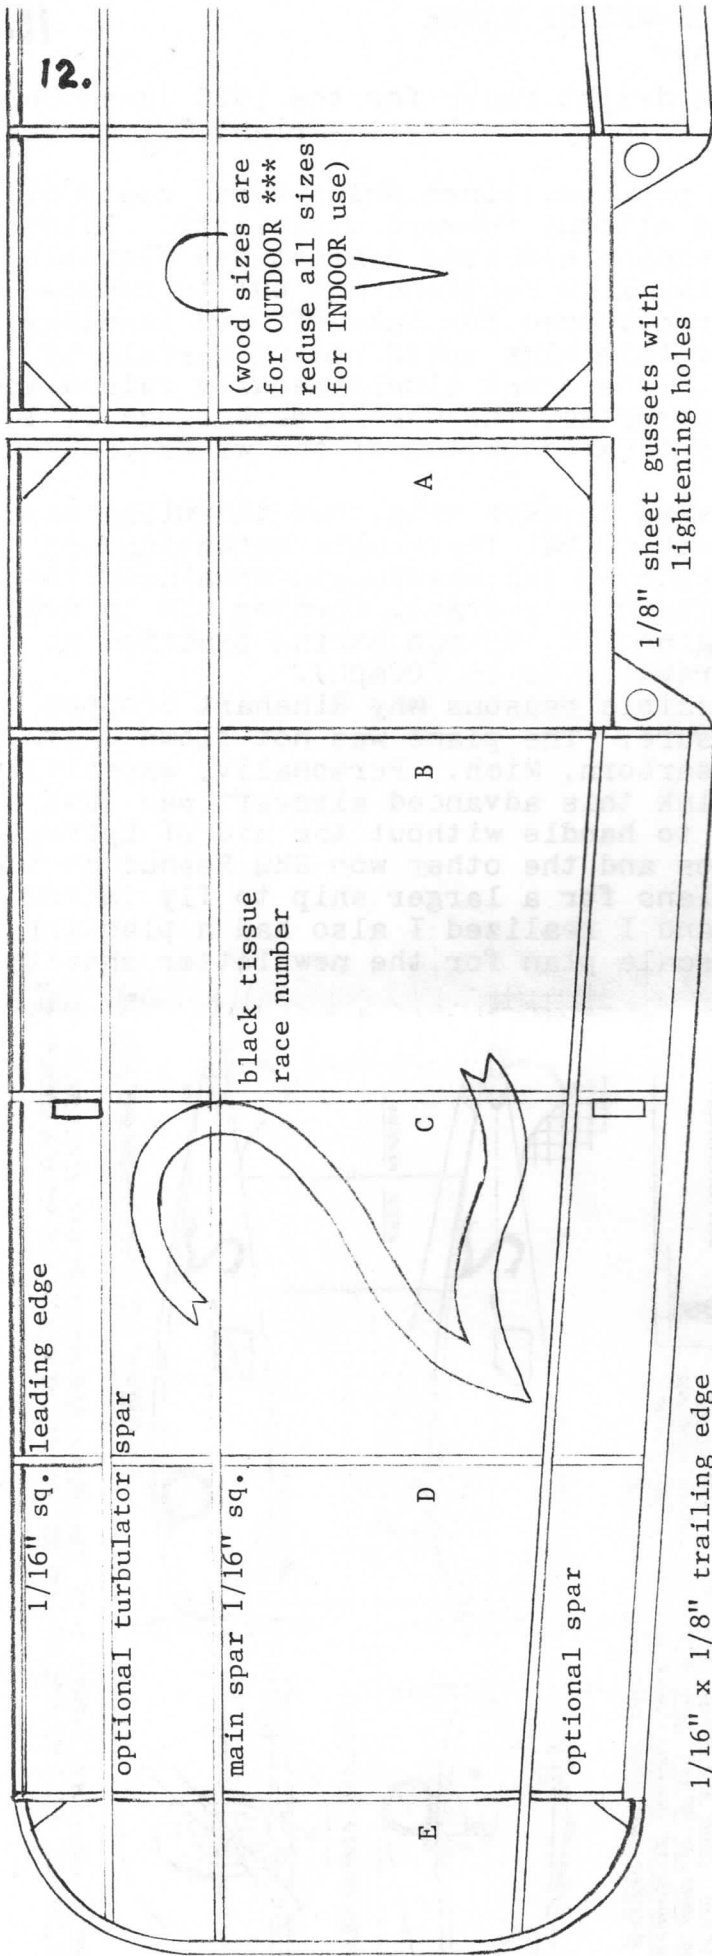 12.
(wood sizes are
for OUTDOOR ***
reduse all sizes
for INDOOR use)
A
1/8" sheet gussets with
lightening holes
B
black tissue
race number
2
C
1/16" sq. leading edge
optional turbulator spar
main spar 1/16" sq.
D
optional spar
1/16" x 1/8" trailing edge
E